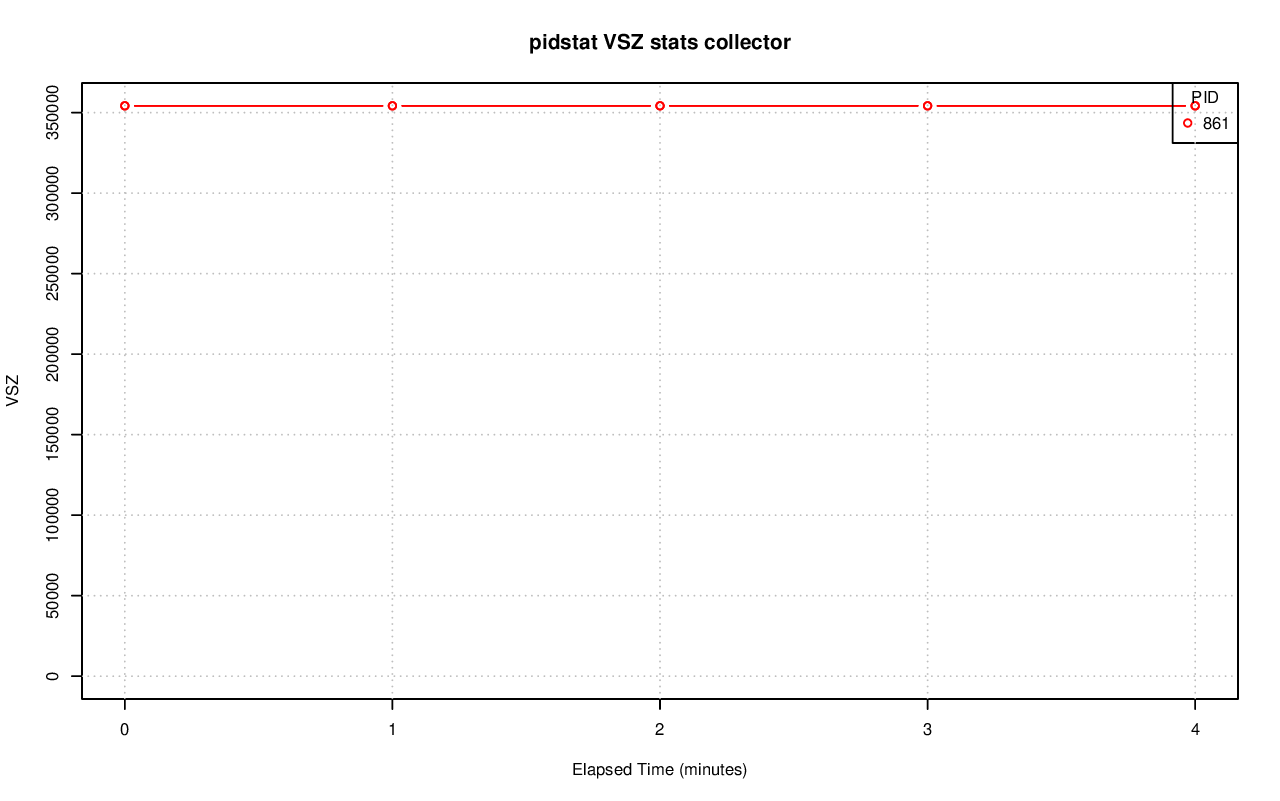 pidstat VSZ stats collector
PID
861
350000
300000
250000
200000
150000
100000
50000
0
VSZ
0 1 2 3 4
Elapsed Time (minutes)